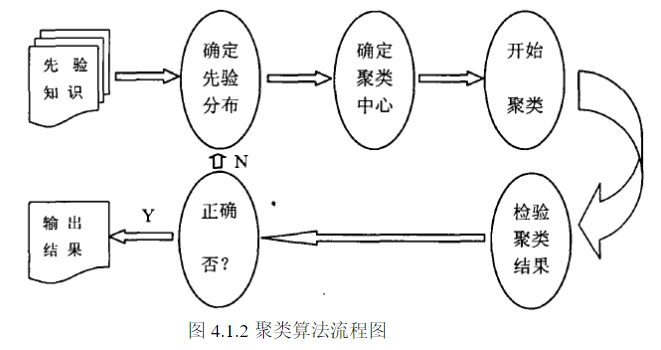 先 验
知 识
确定
先验
分布
确定
聚类
中心
开始
聚类
检验
聚类
结果
正确
否?
N
Y
输 出
结 果
图 4.1.2 聚类算法流程图